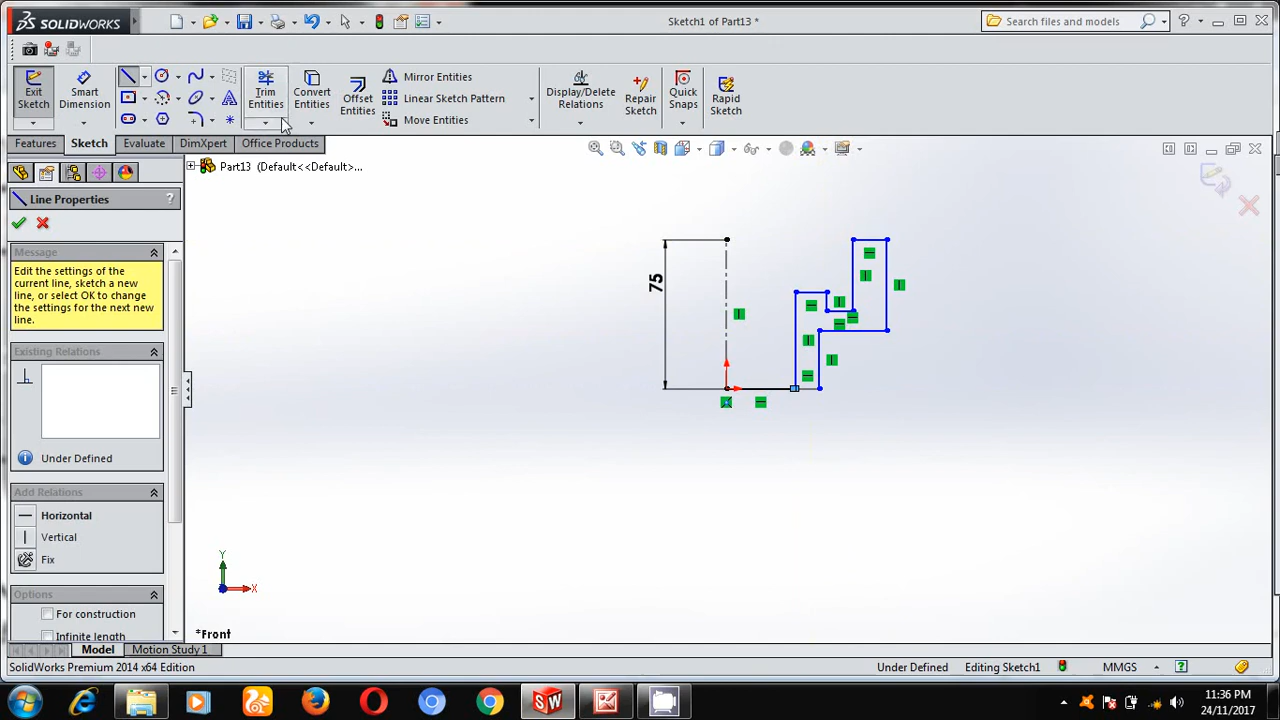 SOLIDWORKS
Sketch1 of Part13 *
Search files and models
?
Exit Sketch
Smart Dimension
Trim Entities
Convert Entities
Offset Entities
Mirror Entities
Linear Sketch Pattern
Move Entities
Display/Delete Relations
Repair Sketch
Quick Snaps
Rapid Sketch
Features
Sketch
Evaluate
DimXpert
Office Products
Part13 (Default<<Default>...
Line Properties
?
Message
Edit the settings of the
current line, sketch a new
line, or select OK to change
the settings for the next new
line.
Existing Relations
Under Defined
Add Relations
Horizontal
Vertical
Fix
Options
For construction
Infinite length
75
Y
X
*Front
Model
Motion Study 1
SolidWorks Premium 2014 x64 Edition
Under Defined
Editing Sketch1
MMGS
?
SW
11:36 PM
24/11/2017